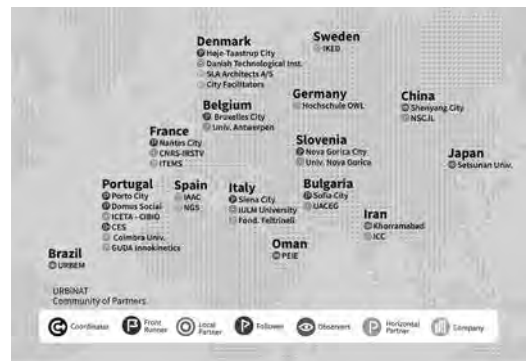 Denmark
Høje-Taastrup City
Danish Technological Inst.
SLA Architects A/S
City Facilitators
Sweden
IKED
Belgium
Bruxelles City
Univ. Antwerpen
Germany
Hochschule OWL
China
Shenyang City
NSCJL
France
Nantes City
CNRS-IRSTV
ITEMS
Slovenia
Nova Gorica City
Univ. Nova Gorica
Japan
Setsunan Univ.
Portugal
Porto City
Domus Social
ICETA - CIBIO
CES
Coimbra Univ.
GUDA Innokinetics
Spain
IAAC
NGS
Italy
Siena City
IULM University
Fond. Feltrinelli
Bulgaria
Sofia City
UACEG
Iran
Khorramabad
ICC
Oman
PEIE
Brazil
URBEM
URBiNAT
Community of Partners
Coordinator
Front
Runner
Local
Partner
Follower
Observers
Horizontal
Partner
Company